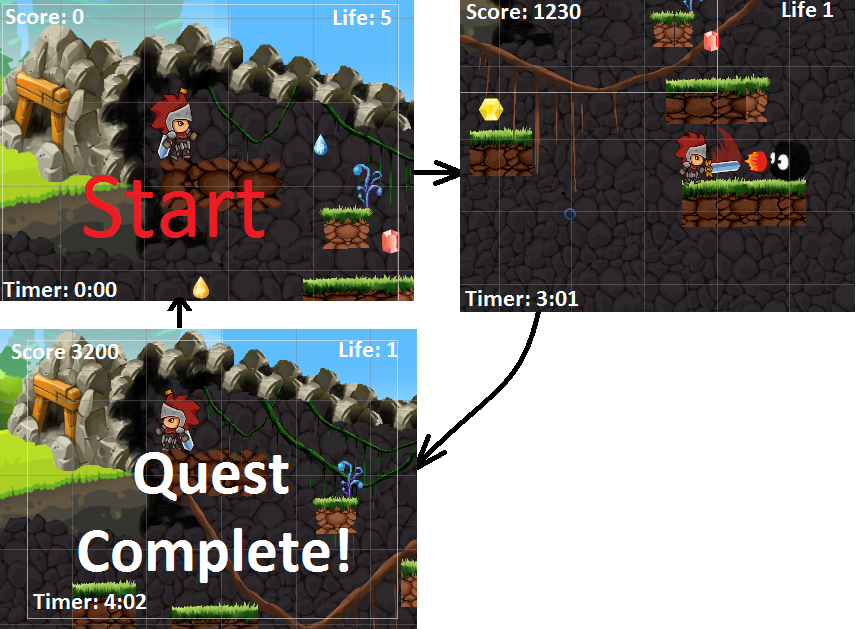 Score: 0
Life: 5
Start
Timer: 0:00
Score: 1230
Life 1
Timer: 3:01
Score 3200
Life: 1
Quest
Complete!
Timer: 4:02